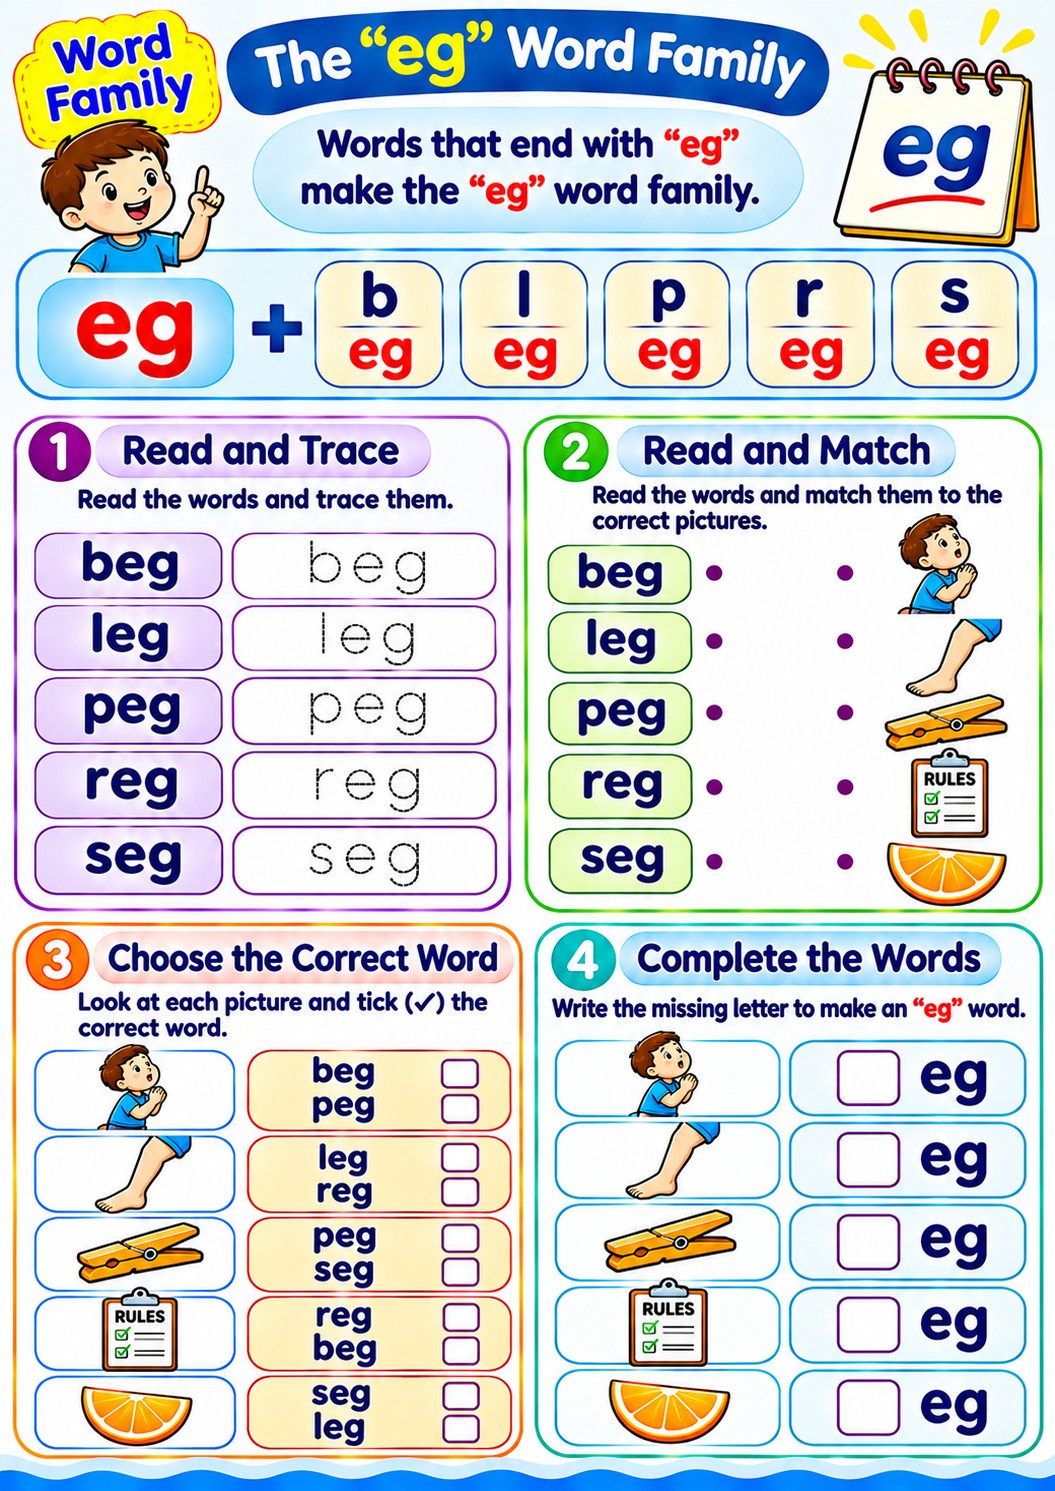 Word
Family
The “eg” Word Family
eg
Words that end with “eg”
make the “eg” word family.
eg + b l p r s
eg eg eg eg eg
1 Read and Trace
Read the words and trace them.
beg beg
leg leg
peg peg
reg reg
seg seg
2 Read and Match
Read the words and match them to the
correct pictures.
beg
leg
peg
reg
RULES
seg
3 Choose the Correct Word
Look at each picture and tick (✓) the
correct word.
beg
peg
leg
reg
peg
seg
RULES
reg
beg
seg
leg
4 Complete the Words
Write the missing letter to make an “eg” word.
eg
eg
eg
RULES
eg
eg